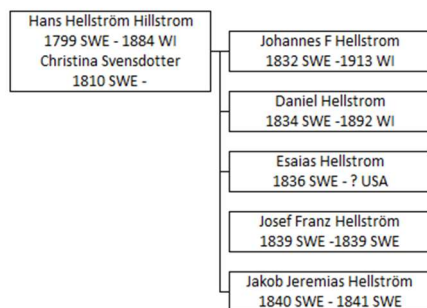 Hans Hellström Hillstrom
1799 SWE - 1884 WI
Christina Svensdotter
1810 SWE -
Johannes F Hellstrom
1832 SWE -1913 WI
Daniel Hellstrom
1834 SWE -1892 WI
Esaias Hellstrom
1836 SWE - ? USA
Josef Franz Hellström
1839 SWE -1839 SWE
Jakob Jeremias Hellström
1840 SWE - 1841 SWE